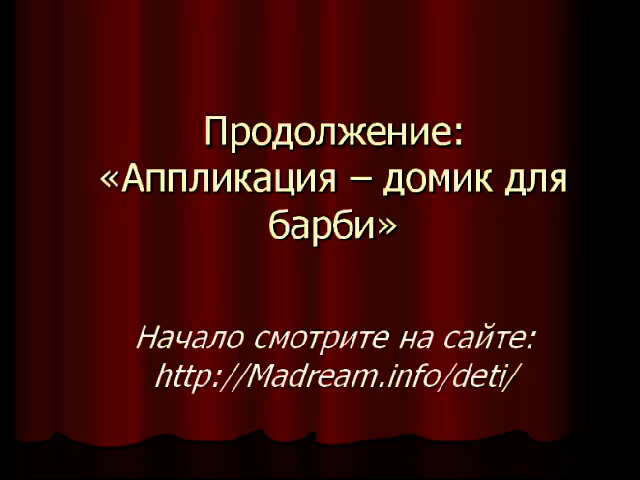 Продолжение:
«Аппликация – домик для
барби»
Начало смотрите на сайте:
http://Madream.info/deti/